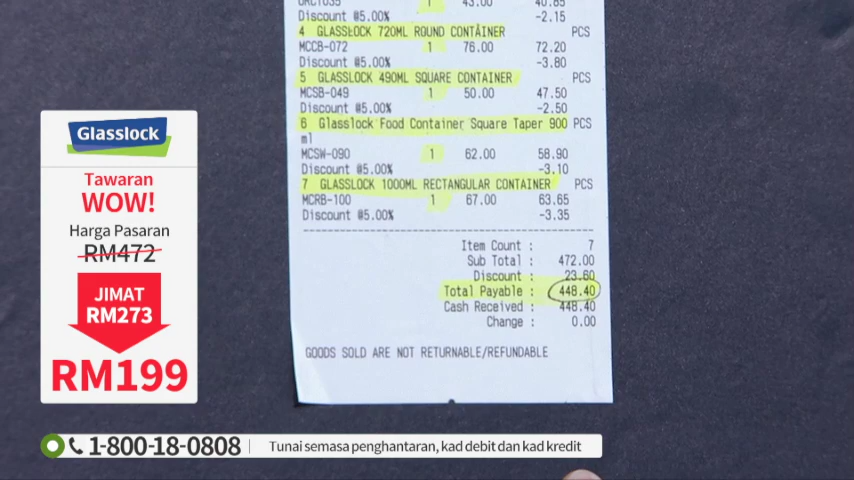 1 43.00 40.85
Discount @5.00% -2.15
4 GLASSLOCK 720ML ROUND CONTAINER PCS
MCCB-072 1 76.00 72.20
Discount @5.00% -3.80
5 GLASSLOCK 490ML SQUARE CONTAINER PCS
MCSB-049 1 50.00 47.50
Discount @5.00% -2.50
6 Glasslock Food Container Square Taper 900 PCS
ml
MCSW-090 1 62.00 58.90
Discount @5.00% -3.10
7 GLASSLOCK 1000ML RECTANGULAR CONTAINER PCS
MCRB-100 1 67.00 63.65
Discount @5.00% -3.35
Item Count : 7
Sub Total : 472.00
Discount : 23.60
Total Payable : 448.40
Cash Received : 448.40
Change : 0.00
GOODS SOLD ARE NOT RETURNABLE/REFUNDABLE
Glasslock
Tawaran
WOW!
Harga Pasaran
RM472
JIMAT
RM273
RM199
1-800-18-0808 Tunai semasa penghantaran, kad debit dan kad kredit